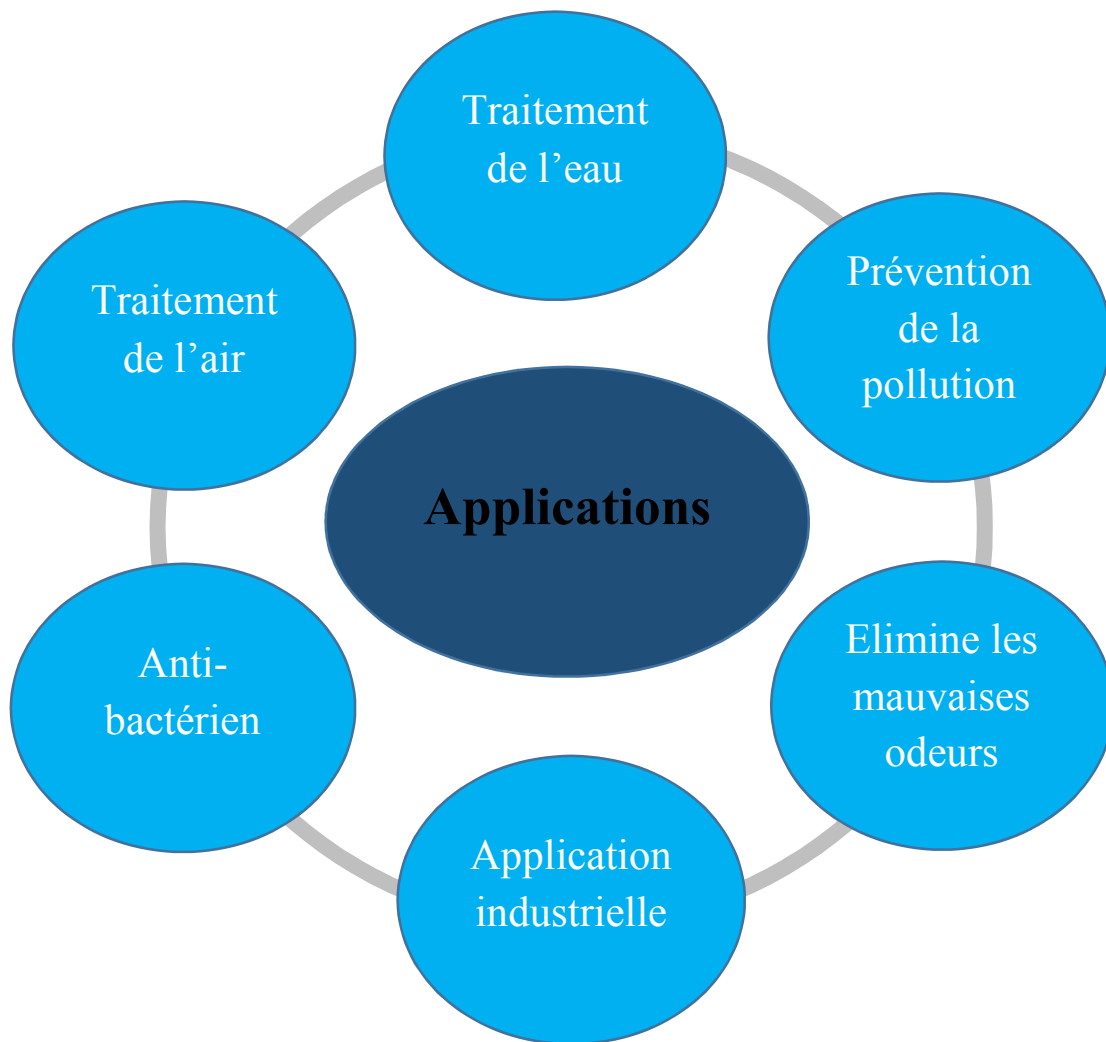 Traitement
de l’eau
Prévention
de la
pollution
Elimine les
mauvaises
odeurs
Application
industrielle
Anti-
bactérien
Traitement
de l’air
Applications